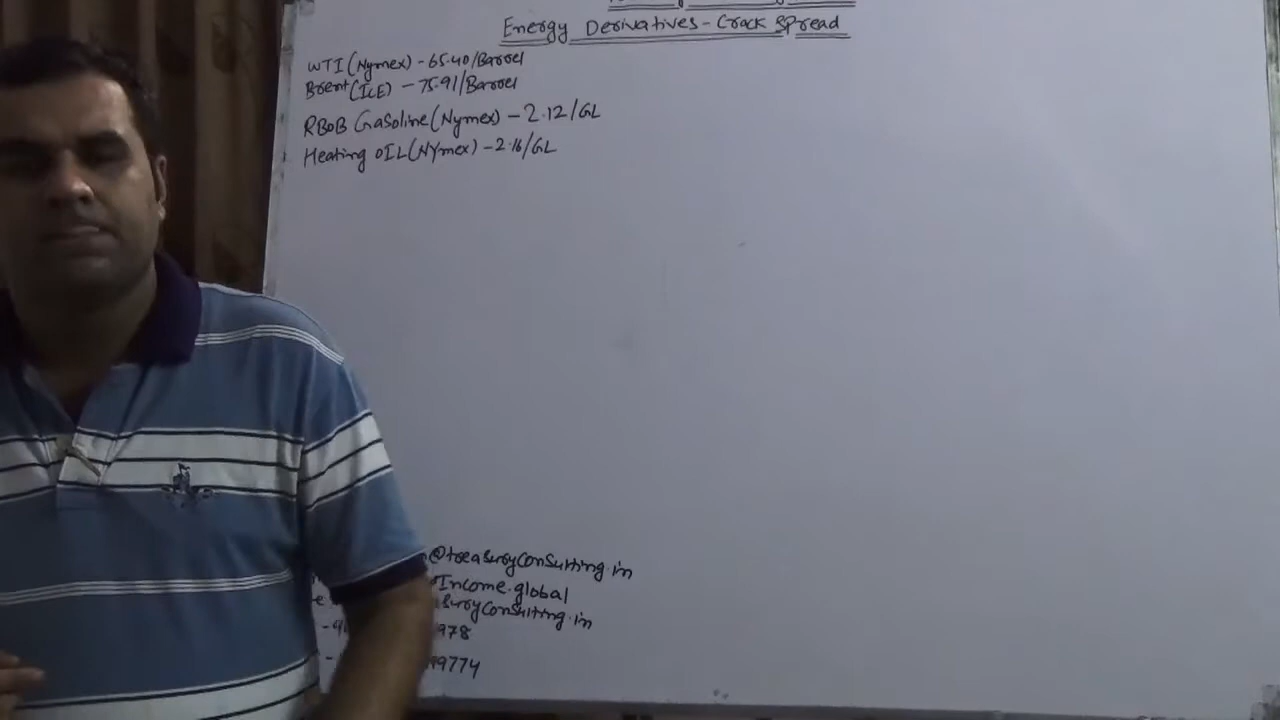 Energy Derivatives - Crack Spread
WTI (Nymex) - 65.40/Barrel
Brent (ICE) - 75.91/Barrel
RBOB Gasoline (Nymex) - 2.12/GL
Heating OIL (NYmex) - 2.16/GL
@treasuryconsulting.in
Income.global
suryconsulting.in
978
9774